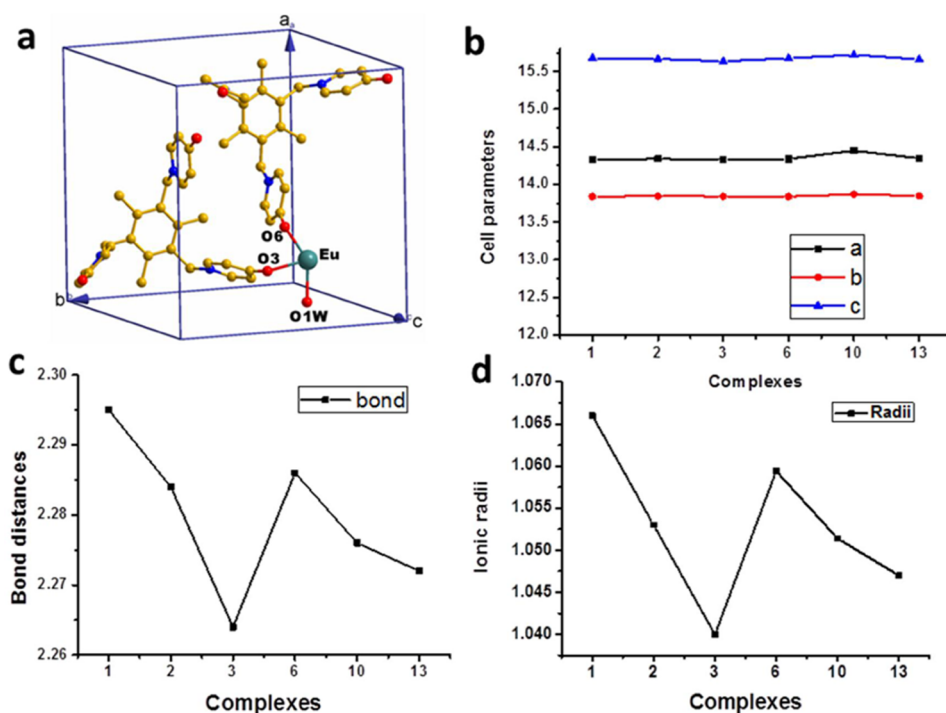 a
a
b
c
O6
O3
Eu
O1W
b
Cell parameters
15.5
15.0
14.5
14.0
13.5
13.0
12.5
12.0
a
b
c
1 2 3 6 10 13
Complexes
c
Bond distances
2.30
2.29
2.28
2.27
2.26
bond
1 2 3 6 10 13
Complexes
d
Ionic radii
1.070
1.065
1.060
1.055
1.050
1.045
1.040
Radii
1 2 3 6 10 13
Complexes